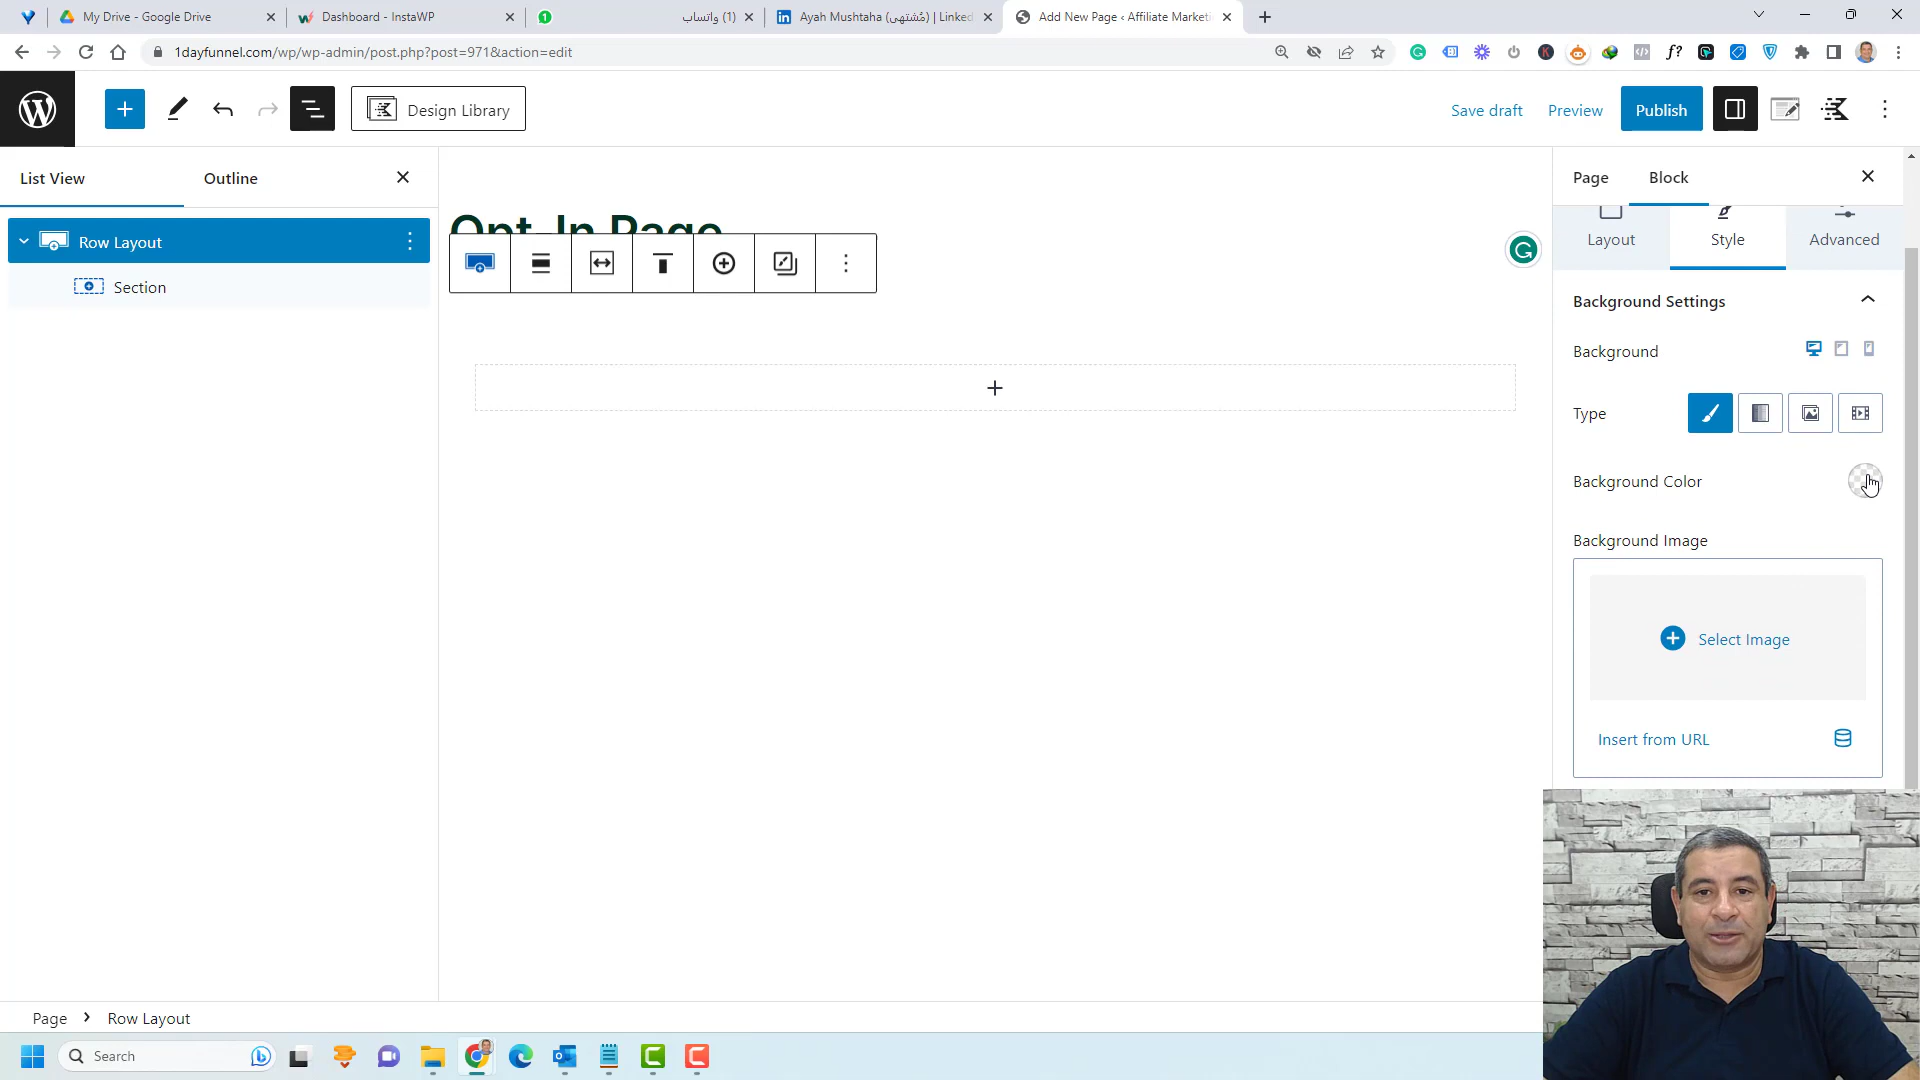 My Drive - Google Drive
Dashboard - InstaWP
1
(1) واتساب
in
Ayah Mushtaha (مُشتهى) | Linked
Add New Page ‹ Affiliate Marketi
1dayfunnel.com/wp/wp-admin/post.php?post=971&action=edit
Design Library
Save draft
Preview
Publish
List View
Outline
Page
Block
Opt-In Page
Row Layout
Section
Layout
Style
Advanced
Background Settings
Background
Type
Background Color
Background Image
Select Image
Insert from URL
Page
Row Layout
Search